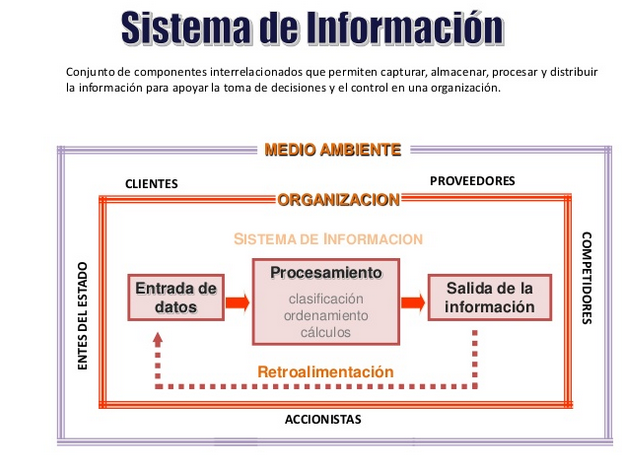 Sistema de Información
Conjunto de componentes interrelacionados que permiten capturar, almacenar, procesar y distribuir
la información para apoyar la toma de decisiones y el control en una organización.
MEDIO AMBIENTE
CLIENTES
PROVEEDORES
ORGANIZACION
SISTEMA DE INFORMACION
ENTES DEL ESTADO
COMPETIDORES
Entrada de
datos
Procesamiento
clasificación
ordenamiento
cálculos
Salida de la
información
Retroalimentación
ACCIONISTAS